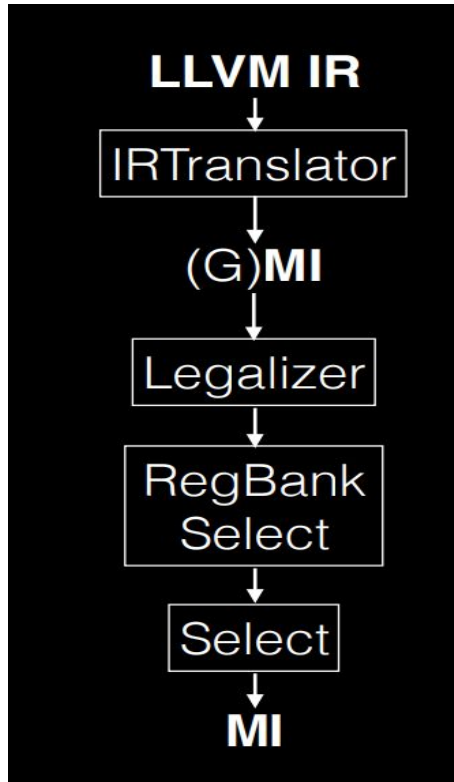 LLVM IR
IRTranslator
(G)MI
Legalizer
RegBank
Select
Select
MI